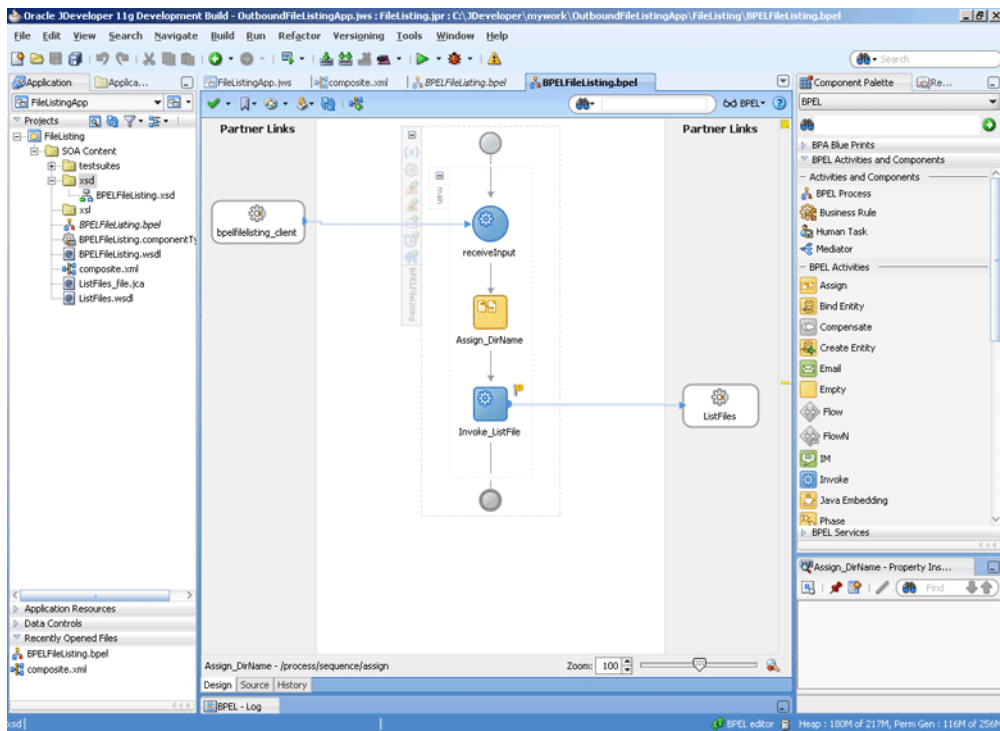 Oracle JDeveloper 11g Development Build - OutboundFileListingApp.jws : FileListing.jpr : C:\JDeveloper\mywork\OutboundFileListingApp\FileListing\BPELFileListing.bpel
File Edit View Search Navigate Build Run Refactor Versioning Tools Window Help
Search
Application Applica...
FileListingApp
Projects
FileListing
SOA Content
testsuites
xsd
BPELFileListing.xsd
xsl
BPELFileListing.bpel
BPELFileListing.componentTy
BPELFileListing.wsdl
composite.xml
ListFiles_file.jca
ListFiles.wsdl
Application Resources
Data Controls
Recently Opened Files
BPELFileListing.bpel
composite.xml
FileListingApp.jws composite.xml BPELFileListing.bpel BPELFileListing.bpel
BPEL
Partner Links
Partner Links
bpelfilelisting_client
main
BPELFileListing
receiveInput
Assign_DirName
Invoke_ListFile
ListFiles
Assign_DirName - /process/sequence/assign
Zoom: 100
Design Source History
BPEL - Log
Component Palette Re...
BPEL
BPA Blue Prints
BPEL Activities and Components
Activities and Components
BPEL Process
Business Rule
Human Task
Mediator
BPEL Activities
Assign
Bind Entity
Compensate
Create Entity
Email
Empty
Flow
FlowN
IM
Invoke
Java Embedding
Phase
BPEL Services
Assign_DirName - Property Ins...
Find
xsd
BPEL editor
Heap : 180M of 217M, Perm Gen : 116M of 256M